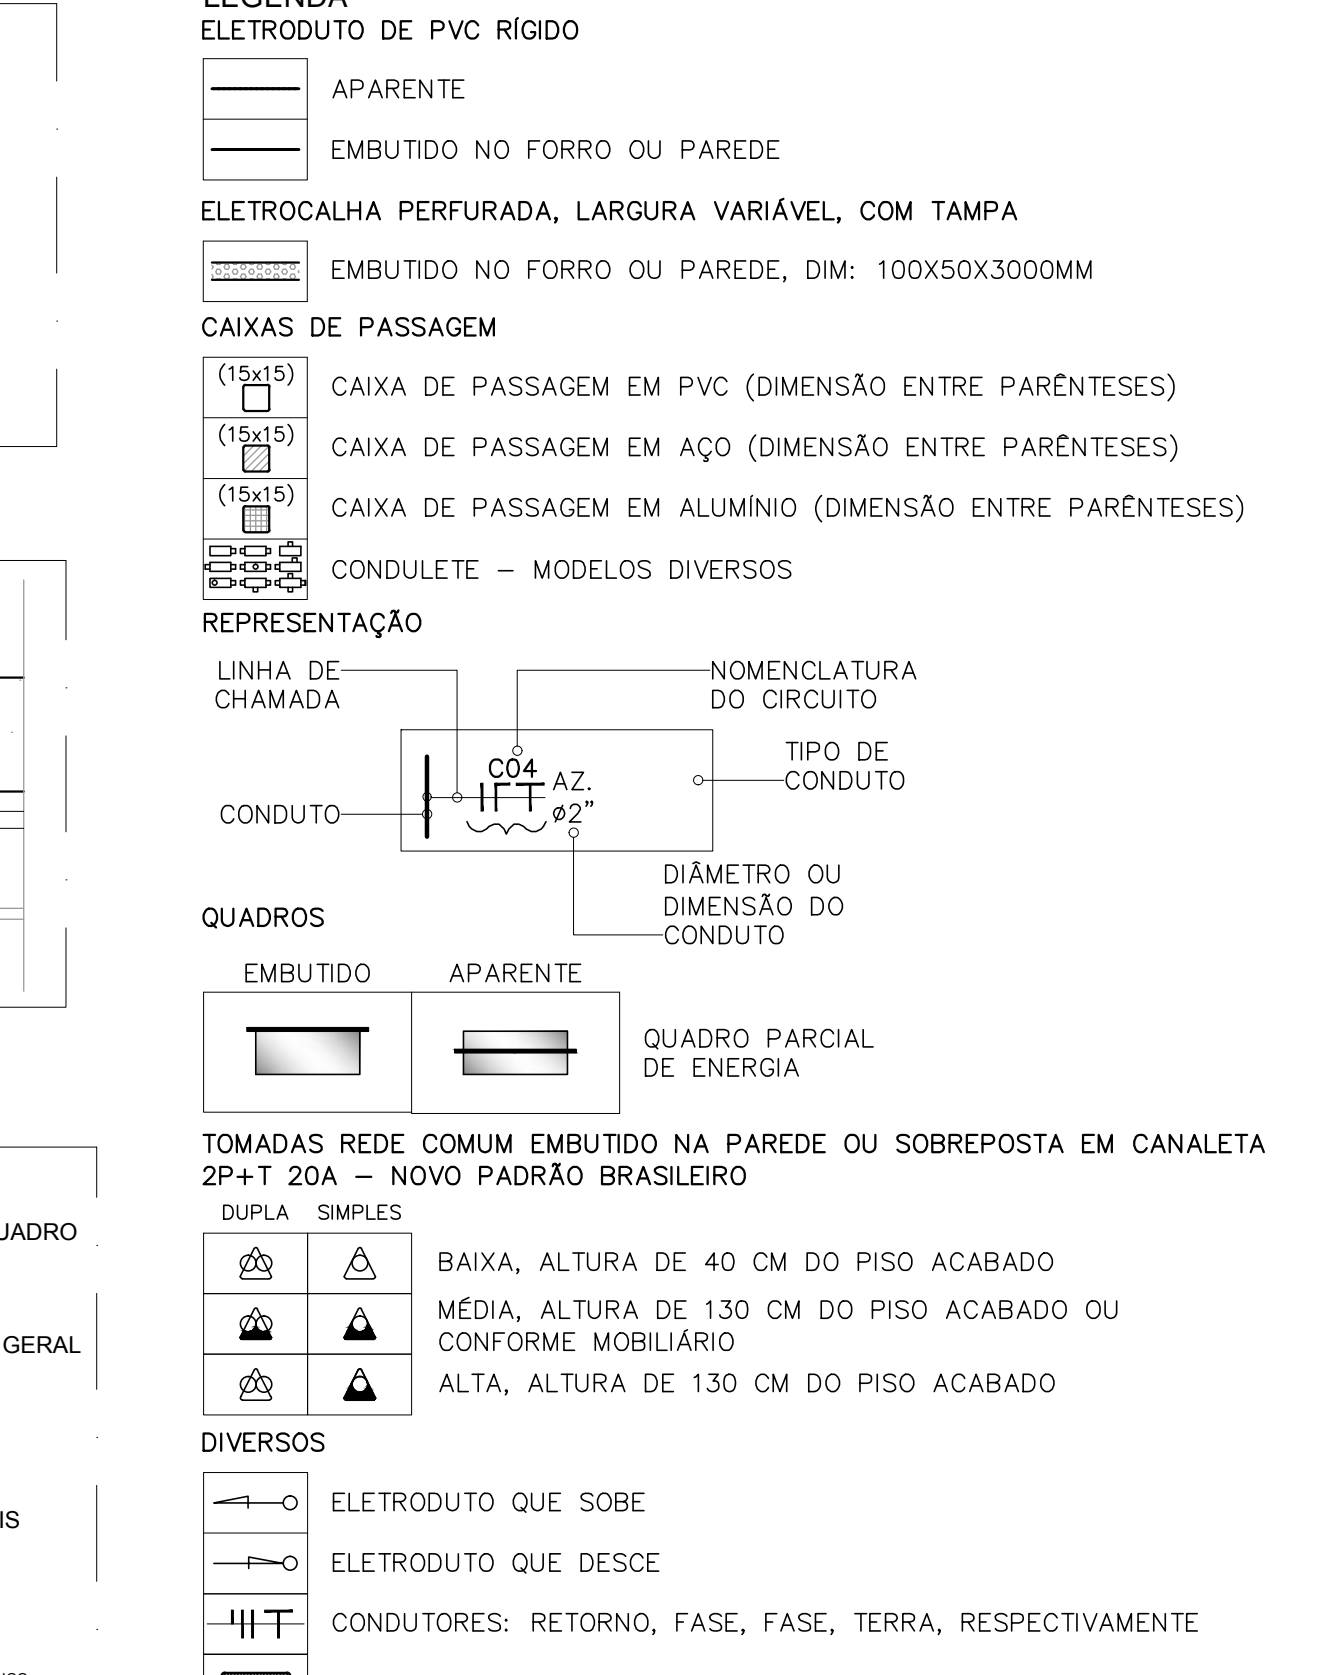 LEGENDA
ELETRODUTO DE PVC RÍGIDO
APARENTE
EMBUTIDO NO FORRO OU PAREDE
ELETROCALHA PERFURADA, LARGURA VARIÁVEL, COM TAMPA
EMBUTIDO NO FORRO OU PAREDE, DIM: 100X50X3000MM
CAIXAS DE PASSAGEM
(15x15)
CAIXA DE PASSAGEM EM PVC (DIMENSÃO ENTRE PARÊNTESES)
(15x15)
CAIXA DE PASSAGEM EM AÇO (DIMENSÃO ENTRE PARÊNTESES)
(15x15)
CAIXA DE PASSAGEM EM ALUMÍNIO (DIMENSÃO ENTRE PARÊNTESES)
CONDULETE – MODELOS DIVERSOS
REPRESENTAÇÃO
LINHA DE
CHAMADA
NOMENCLATURA
DO CIRCUITO
TIPO DE
CONDUTO
C04
AZ.
ø2”
CONDUTO
DIÂMETRO OU
DIMENSÃO DO
CONDUTO
QUADROS
EMBUTIDO
APARENTE
QUADRO PARCIAL
DE ENERGIA
TOMADAS REDE COMUM EMBUTIDO NA PAREDE OU SOBREPOSTA EM CANALETA
2P+T 20A – NOVO PADRÃO BRASILEIRO
DUPLA SIMPLES
BAIXA, ALTURA DE 40 CM DO PISO ACABADO
MÉDIA, ALTURA DE 130 CM DO PISO ACABADO OU
CONFORME MOBILIÁRIO
ALTA, ALTURA DE 130 CM DO PISO ACABADO
DIVERSOS
ELETRODUTO QUE SOBE
ELETRODUTO QUE DESCE
CONDUTORES: RETORNO, FASE, FASE, TERRA, RESPECTIVAMENTE
UADRO
GERAL
IS